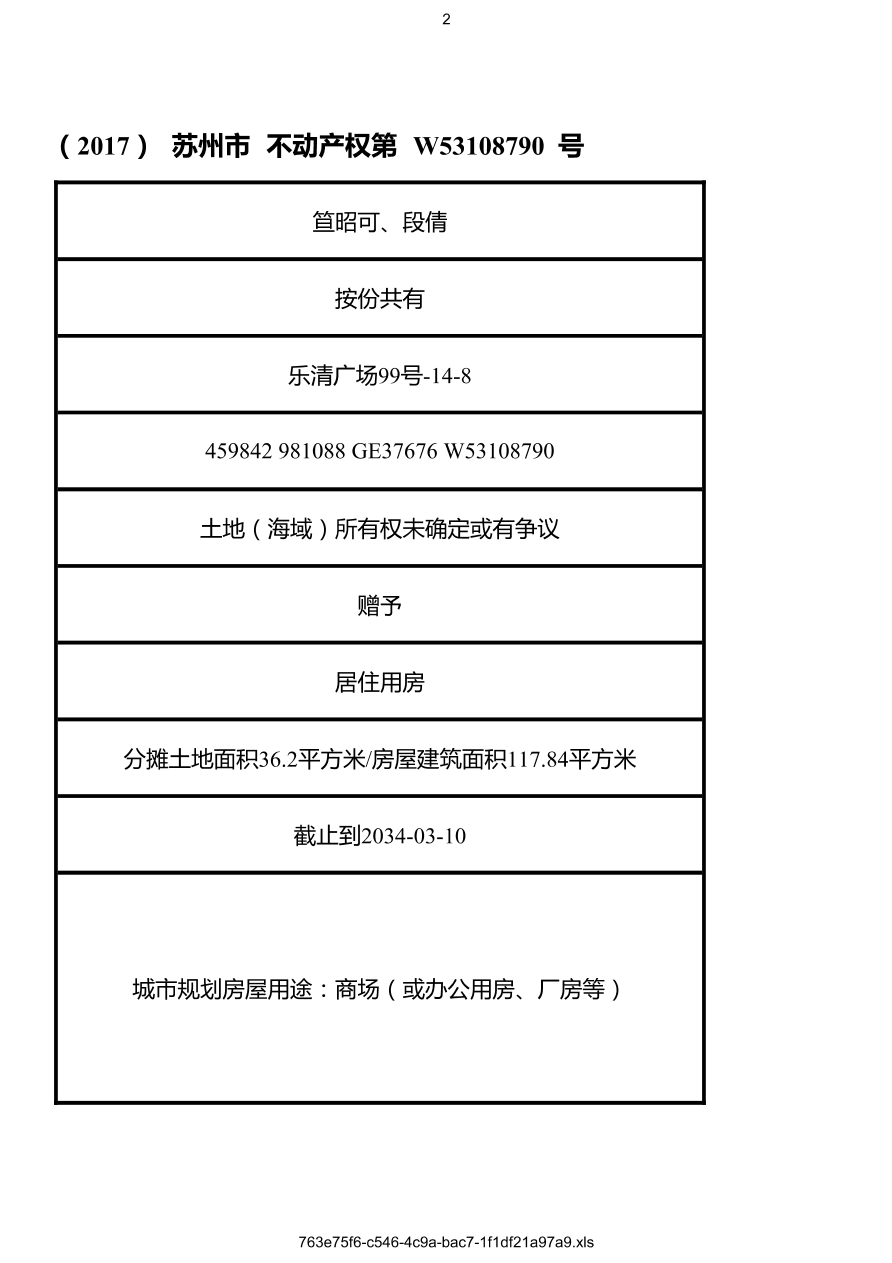 2
（2017） 苏州市 不动产权第 W53108790 号
笪昭可、段倩
按份共有
乐清广场99号-14-8
459842 981088 GE37676 W53108790
土地（海域）所有权未确定或有争议
赠予
居住用房
分摊土地面积36.2平方米/房屋建筑面积117.84平方米
截止到2034-03-10
城市规划房屋用途：商场（或办公用房、厂房等）
763e75f6-c546-4c9a-bac7-1f1df21a97a9.xls